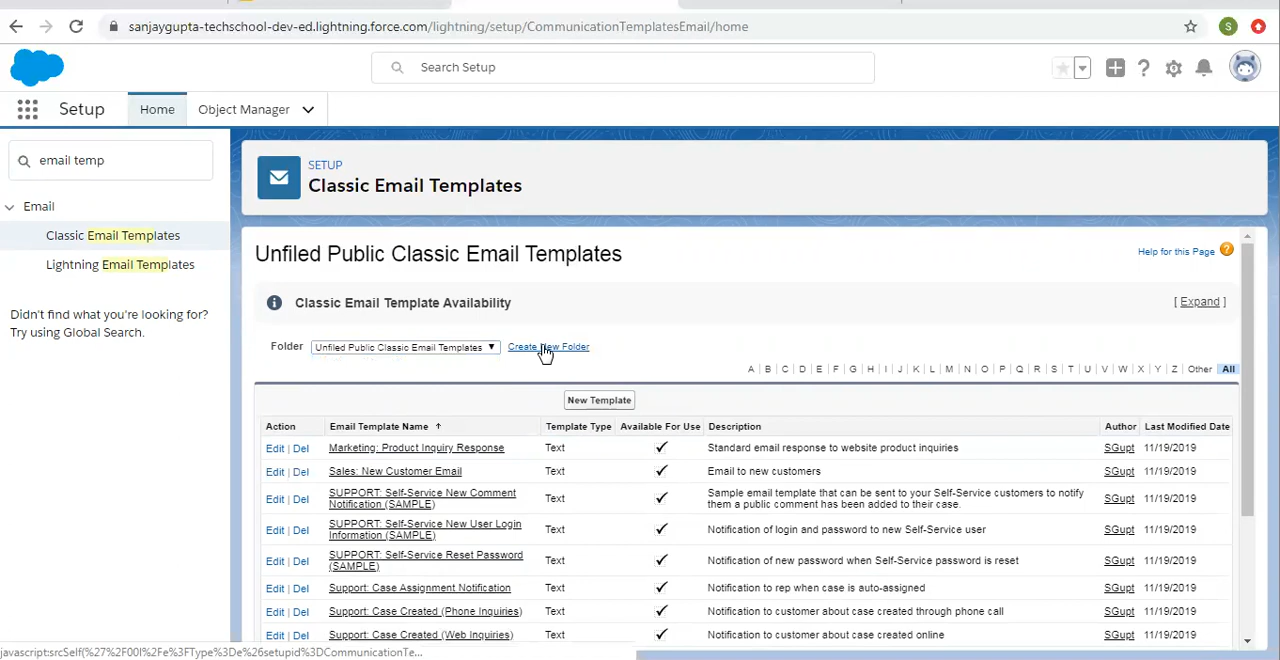 sanjaygupta-techschool-dev-ed.lightning.force.com/lightning/setup/CommunicationTemplatesEmail/home
S
Search Setup
Setup
Home
Object Manager
email temp
Email
Classic Email Templates
Lightning Email Templates
Didn't find what you're looking for?
Try using Global Search.
SETUP
Classic Email Templates
Unfiled Public Classic Email Templates
Help for this Page
Classic Email Template Availability
[ Expand ]
Folder Unfiled Public Classic Email Templates Create New Folder
A | B | C | D | E | F | G | H | I | J | K | L | M | N | O | P | Q | R | S | T | U | V | W | X | Y | Z | Other All
New Template
Action Email Template Name Template Type Available For Use Description Author Last Modified Date
Edit | Del Marketing: Product Inquiry Response Text Standard email response to website product inquiries SGupt 11/19/2019
Edit | Del Sales: New Customer Email Text Email to new customers SGupt 11/19/2019
Edit | Del SUPPORT: Self-Service New Comment Notification (SAMPLE) Text Sample email template that can be sent to your Self-Service customers to notify them a public comment has been added to their case. SGupt 11/19/2019
Edit | Del SUPPORT: Self-Service New User Login Information (SAMPLE) Text Notification of login and password to new Self-Service user SGupt 11/19/2019
Edit | Del SUPPORT: Self-Service Reset Password (SAMPLE) Text Notification of new password when Self-Service password is reset SGupt 11/19/2019
Edit | Del Support: Case Assignment Notification Text Notification to rep when case is auto-assigned SGupt 11/19/2019
Edit | Del Support: Case Created (Phone Inquiries) Text Notification to customer about case created through phone call SGupt 11/19/2019
Edit | Del Support: Case Created (Web Inquiries) Text Notification to customer about case created online SGupt 11/19/2019
javascript:srcSelf(%27%2F00l%2Fe%3FType%3De%26setupid%3DCommunicationTe...